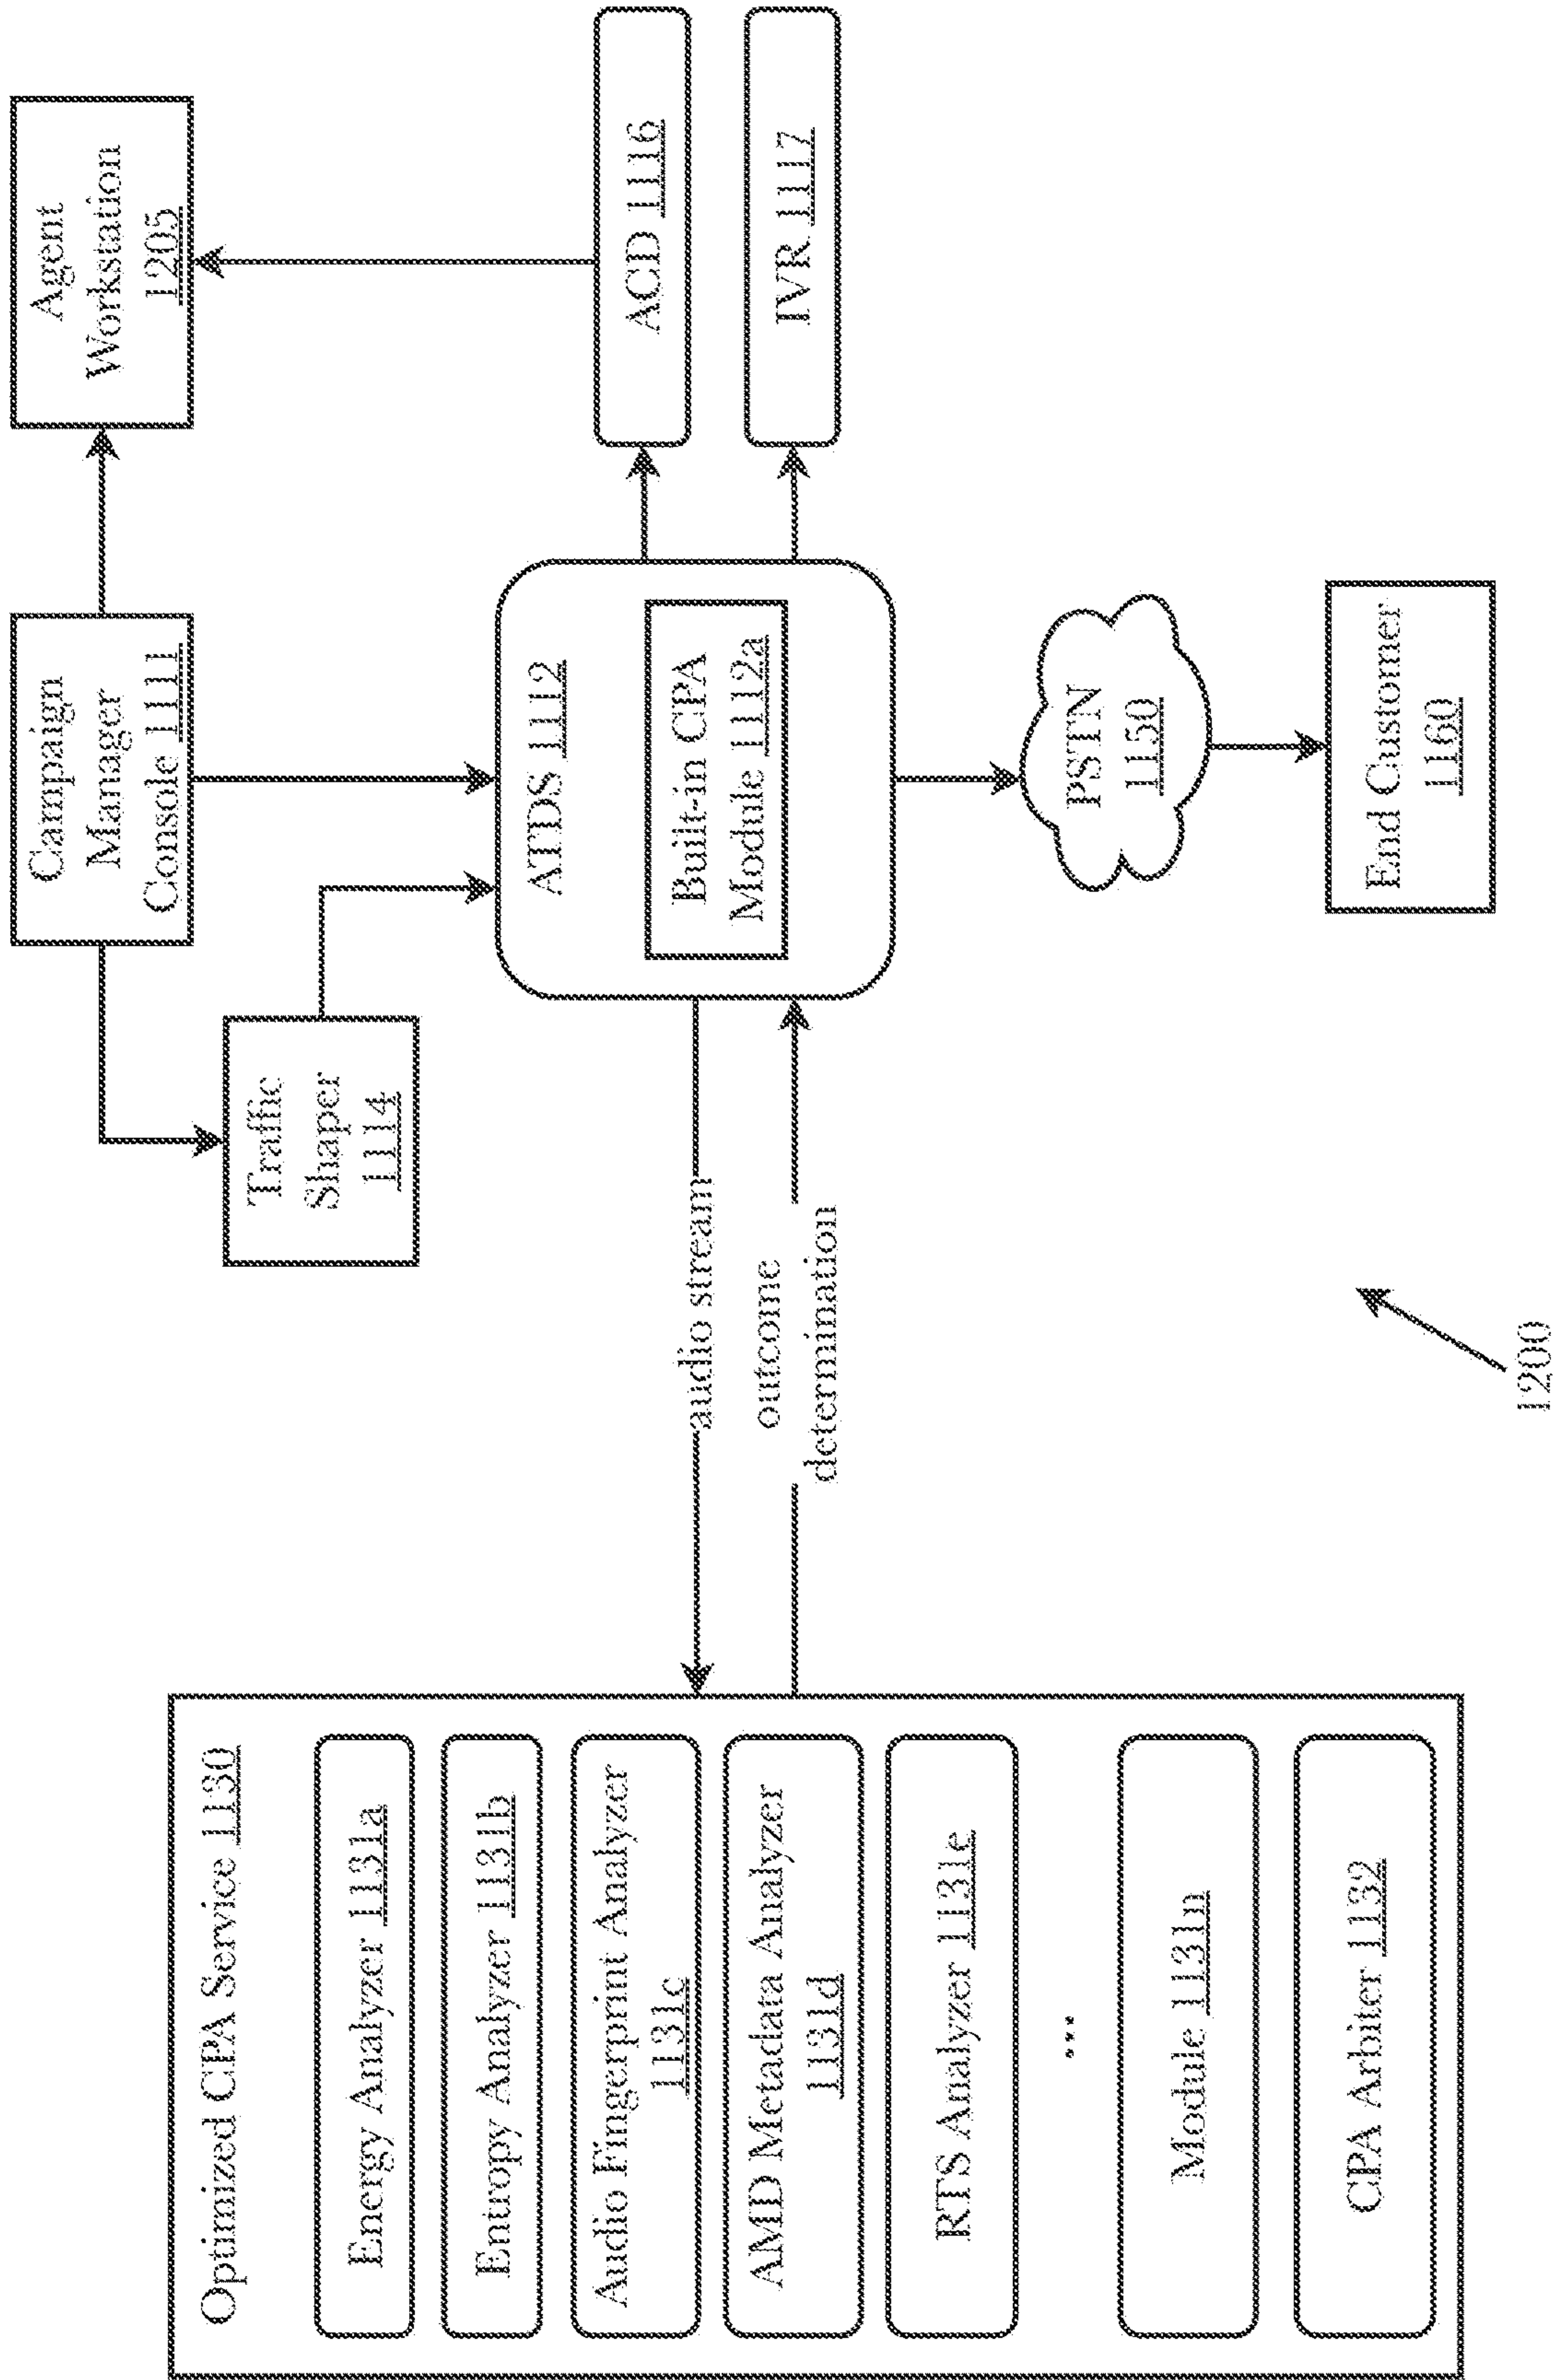 Optimized CPA Service 1130
Energy Analyzer 1131a
Entropy Analyzer 1131b
Audio Fingerprint Analyzer
1131c
AMD Metadata Analyzer
1131d
RTS Analyzer 1131e
...
Module 1131n
CPA Arbiter 1132
audio stream
outcome
determination
Traffic
Shaper
1114
Campaign
Manager
Console 1111
ATDS 1112
Built-in CPA
Module 1112a
PSTN
1150
End Customer
1160
Agent
Workstation
1205
ACD 1116
IVR 1117
1200